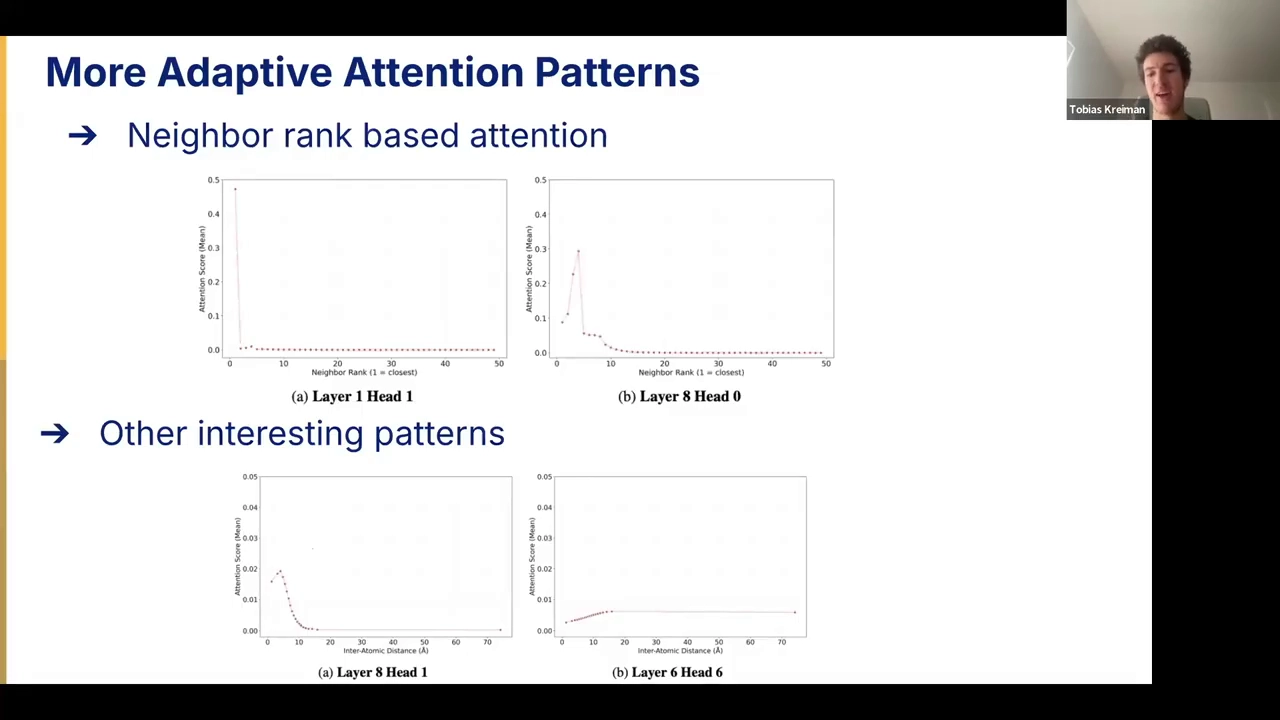 More Adaptive Attention Patterns
Tobias Kreiman
➔ Neighbor rank based attention
0.5
0.4
0.3
0.2
0.1
0.0
Attention Score (Mean)
0 10 20 30 40 50
Neighbor Rank (1 = closest)
(a) Layer 1 Head 1
0.5
0.4
0.3
0.2
0.1
0.0
Attention Score (Mean)
0 10 20 30 40 50
Neighbor Rank (1 = closest)
(b) Layer 8 Head 0
➔ Other interesting patterns
0.05
0.04
0.03
0.02
0.01
0.00
Attention Score (Mean)
0 10 20 30 40 50 60 70
Inter-Atomic Distance (Å)
(a) Layer 8 Head 1
0.05
0.04
0.03
0.02
0.01
0.00
Attention Score (Mean)
0 10 20 30 40 50 60 70
Inter-Atomic Distance (Å)
(b) Layer 6 Head 6